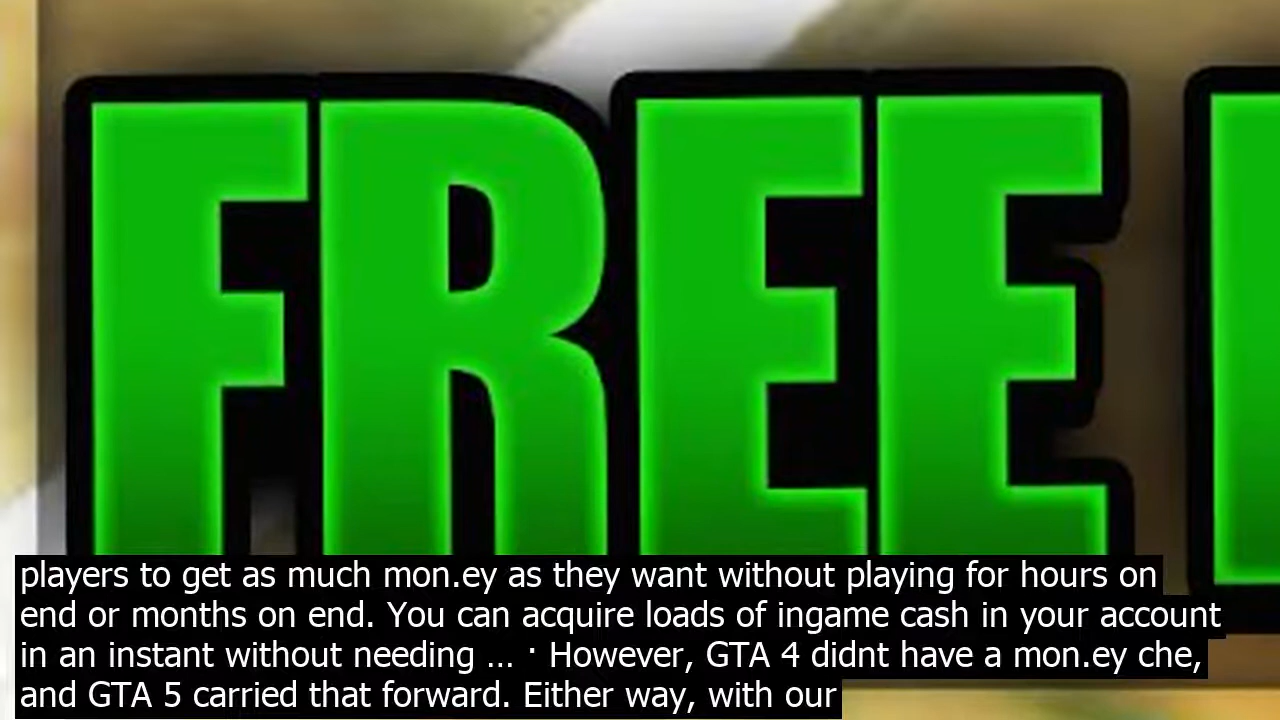 FREE
players to get as much mon.ey as they want without playing for hours on
end or months on end. You can acquire loads of ingame cash in your account
in an instant without needing ... · However, GTA 4 didnt have a mon.ey che,
and GTA 5 carried that forward. Either way, with our